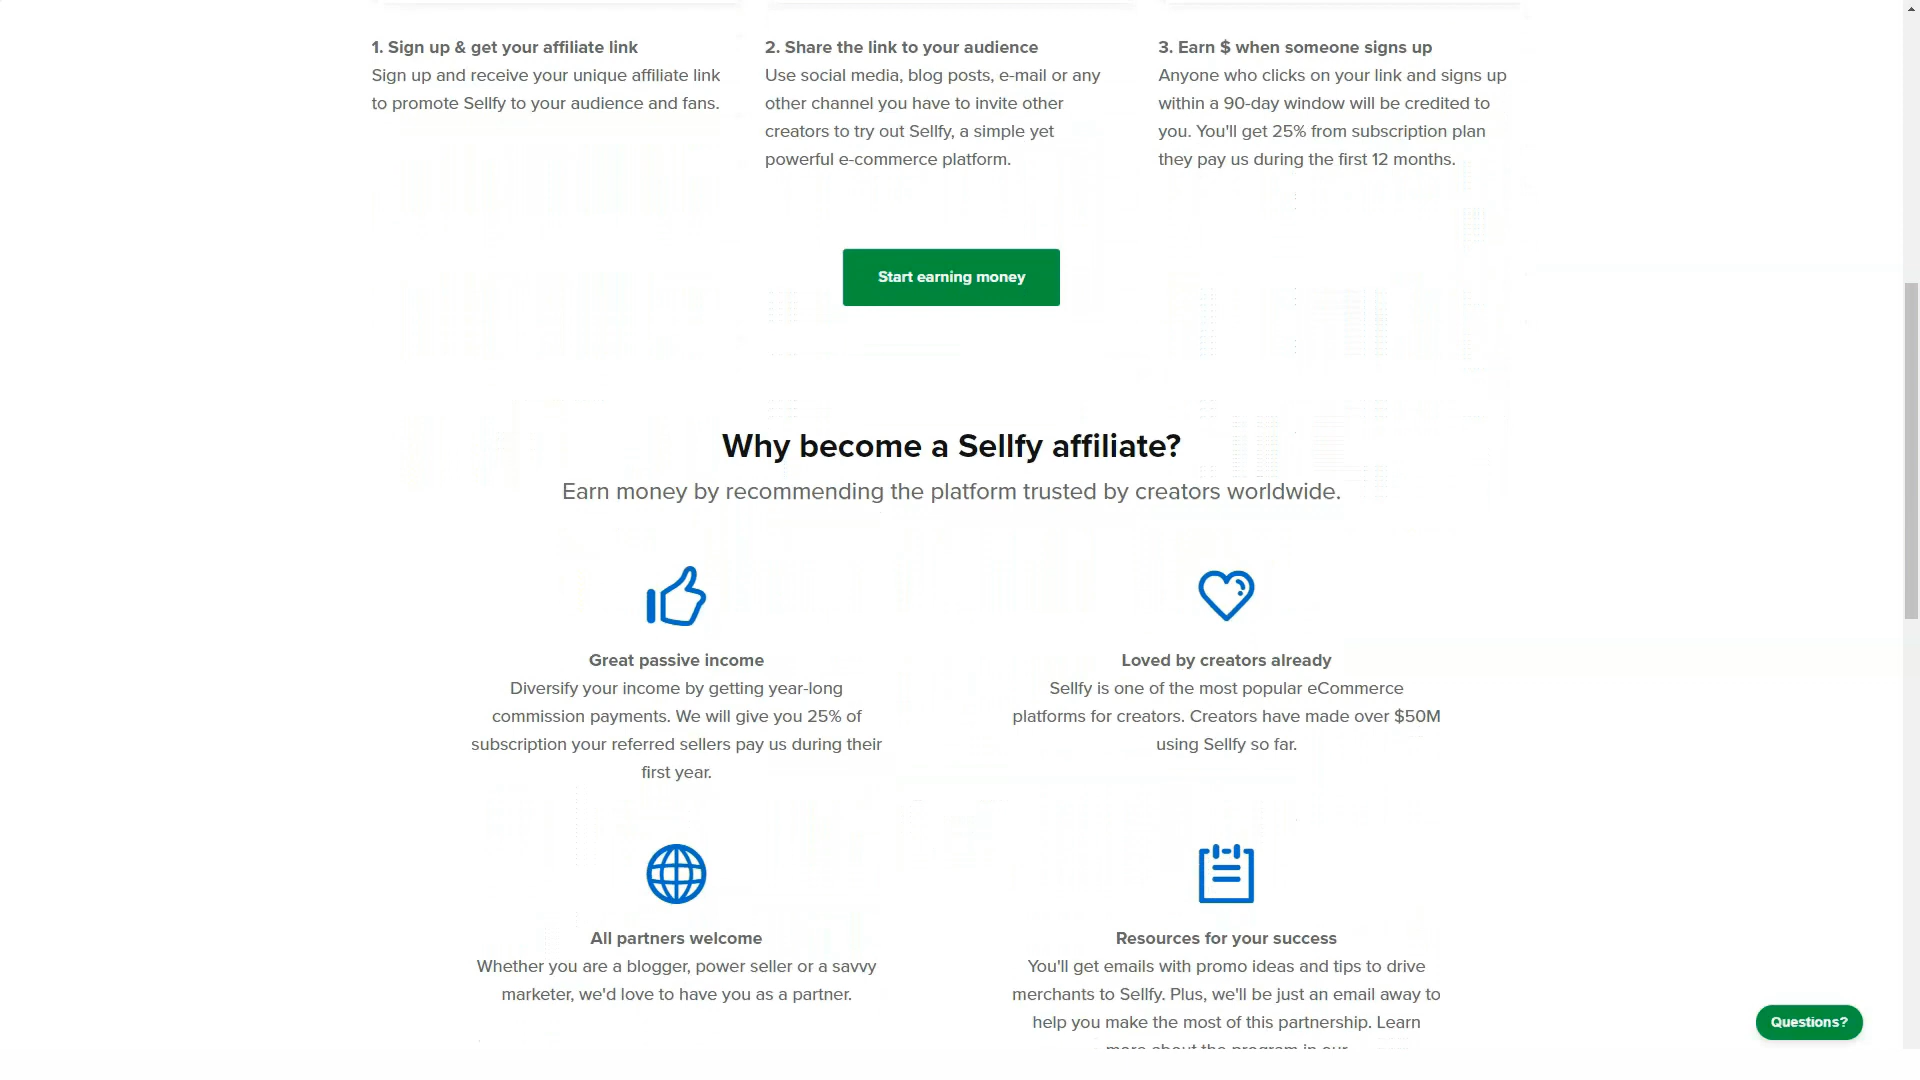 1. Sign up & get your affiliate link
Sign up and receive your unique affiliate link
to promote Sellfy to your audience and fans.
2. Share the link to your audience
Use social media, blog posts, e-mail or any
other channel you have to invite other
creators to try out Sellfy, a simple yet
powerful e-commerce platform.
3. Earn $ when someone signs up
Anyone who clicks on your link and signs up
within a 90-day window will be credited to
you. You'll get 25% from subscription plan
they pay us during the first 12 months.
Start earning money
Why become a Sellfy affiliate?
Earn money by recommending the platform trusted by creators worldwide.
Great passive income
Diversify your income by getting year-long
commission payments. We will give you 25% of
subscription your referred sellers pay us during their
first year.
Loved by creators already
Sellfy is one of the most popular eCommerce
platforms for creators. Creators have made over $50M
using Sellfy so far.
All partners welcome
Whether you are a blogger, power seller or a savvy
marketer, we'd love to have you as a partner.
Resources for your success
You'll get emails with promo ideas and tips to drive
merchants to Sellfy. Plus, we'll be just an email away to
help you make the most of this partnership. Learn
more about the program in our
Questions?